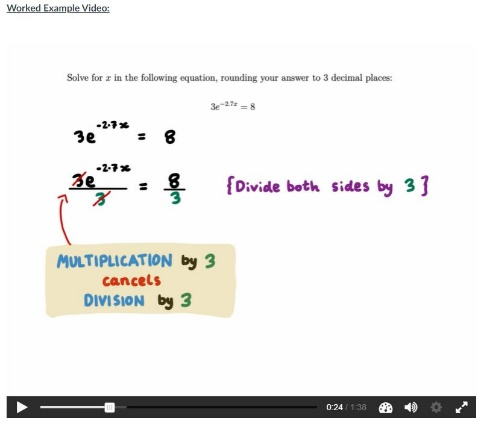 Worked Example Video:
Solve for x in the following equation, rounding your answer to 3 decimal places:
3e^{-2.7x} = 8
3e^{-2.7x} = 8
3e^{-2.7x}/3 = 8/3 {Divide both sides by 3}
MULTIPLICATION by 3
cancels
DIVISION by 3
0:24 / 1:38